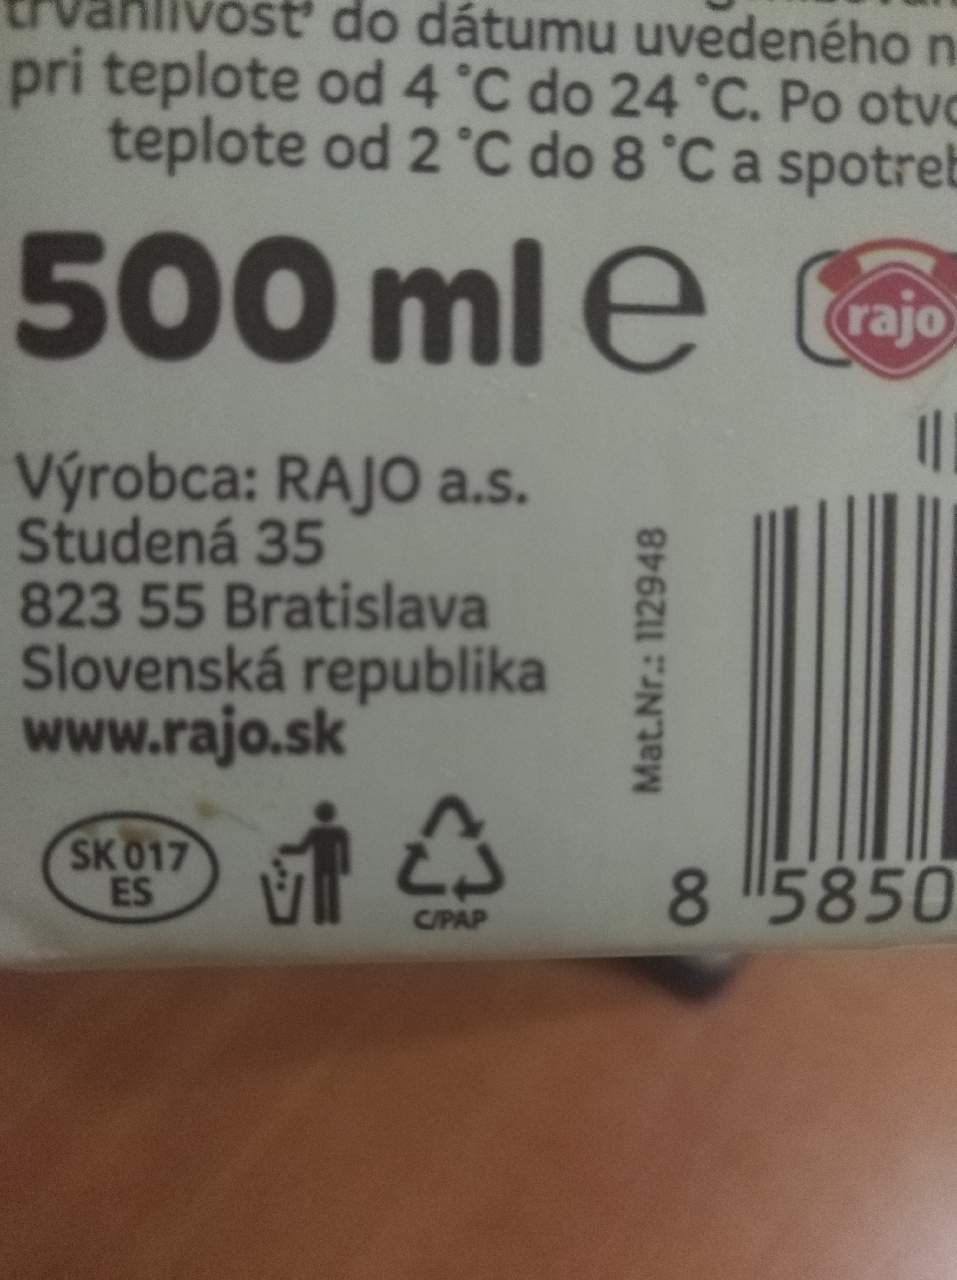 trvanlivosť do dátumu uvedeného n
pri teplote od 4 °C do 24 °C. Po otvo
teplote od 2 °C do 8 °C a spotreb
500 ml e
rajo
Výrobca: RAJO a.s.
Studená 35
823 55 Bratislava
Slovenská republika
www.rajo.sk
Mat.Nr.: 112948
SK 017
ES
C/PAP
8 5850